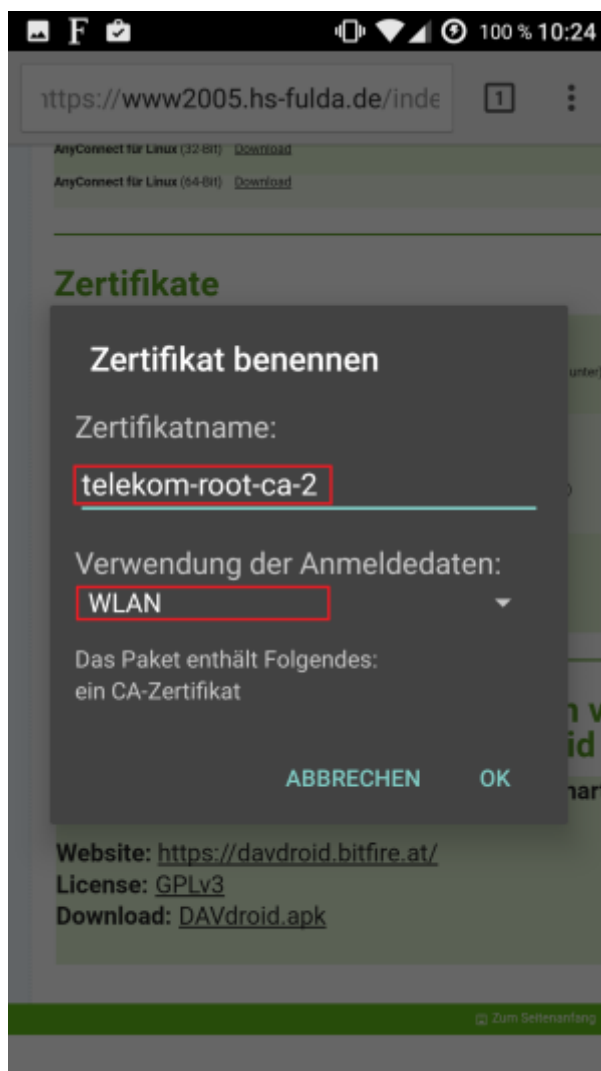 F 100 % 10:24
https://www2005.hs-fulda.de/inde 1
AnyConnect für Linux (32-Bit) Download
AnyConnect für Linux (64-Bit) Download
Zertifikate
unter)
Zertifikat benennen
Zertifikatname:
telekom-root-ca-2
Verwendung der Anmeldedaten:
WLAN
Das Paket enthält Folgendes:
ein CA-Zertifikat
ABBRECHEN OK
Website: https://davdroid.bitfire.at/
License: GPLv3
Download: DAVdroid.apk
Zum Seitenanfang